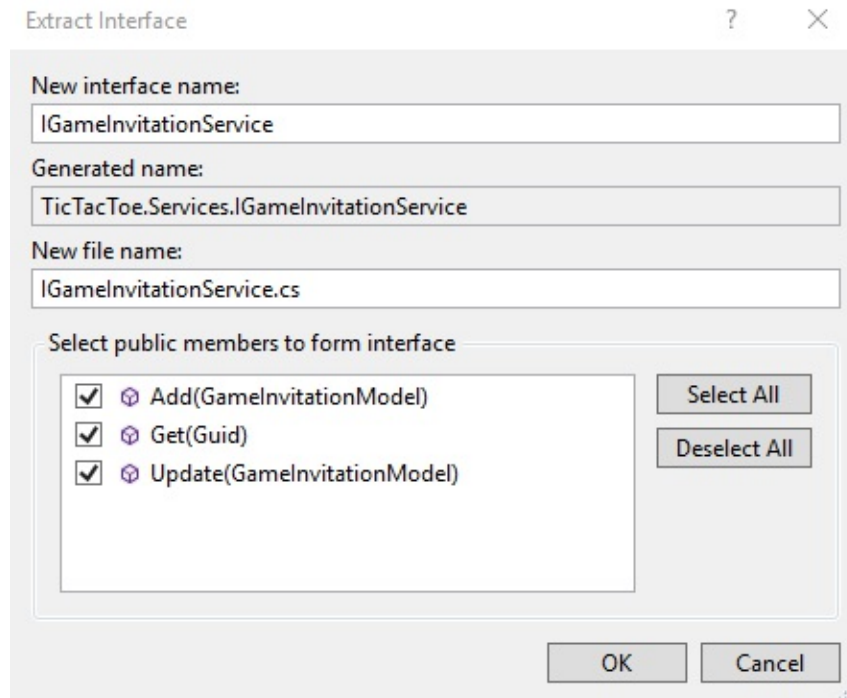 Extract Interface
?
New interface name:
IGameInvitationService
Generated name:
TicTacToe.Services.IGameInvitationService
New file name:
IGameInvitationService.cs
Select public members to form interface
Add(GameInvitationModel)
Get(Guid)
Update(GameInvitationModel)
Select All
Deselect All
OK
Cancel